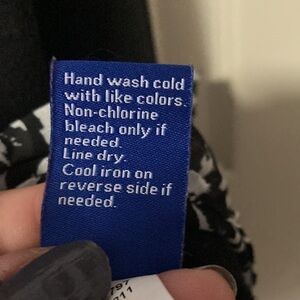 Hand wash cold
with like colors.
Non-chlorine
bleach only if
needed.
Line dry.
Cool iron on
reverse side if
needed.